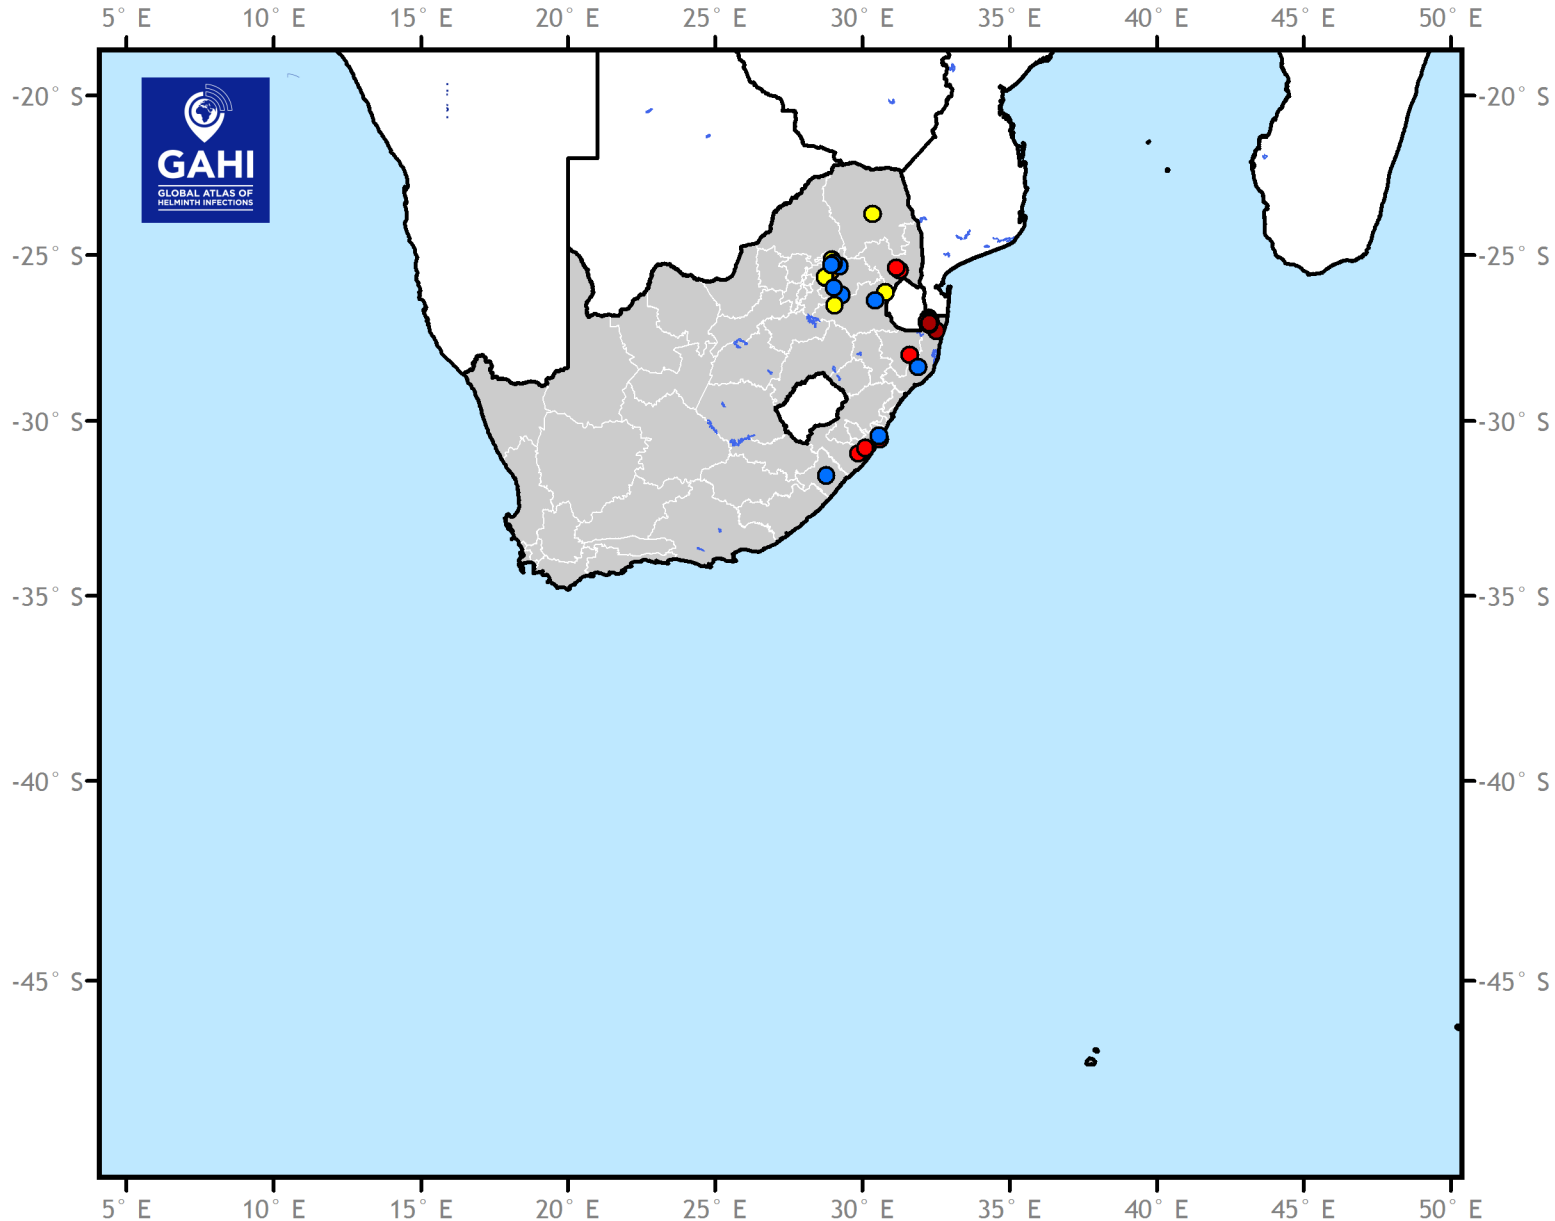 5° E 10° E 15° E 20° E 25° E 30° E 35° E 40° E 45° E 50° E
-20° S -20° S
GAHI
GLOBAL ATLAS OF
HELMINTH INFECTIONS
-25° S -25° S
-30° S -30° S
-35° S -35° S
-40° S -40° S
-45° S -45° S
5° E 10° E 15° E 20° E 25° E 30° E 35° E 40° E 45° E 50° E